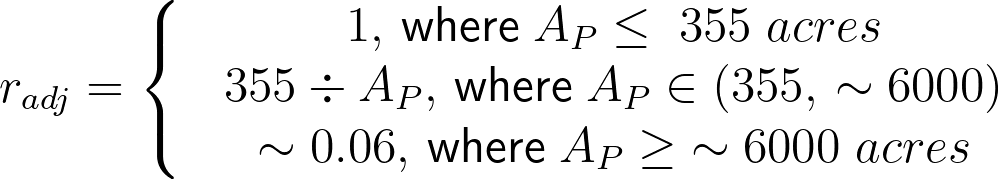 1, where A_P ≤ 355 acres
r_adj = { 355 ÷ A_P, where A_P ∈ (355, ∼ 6000)
∼ 0.06, where A_P ≥ ∼ 6000 acres